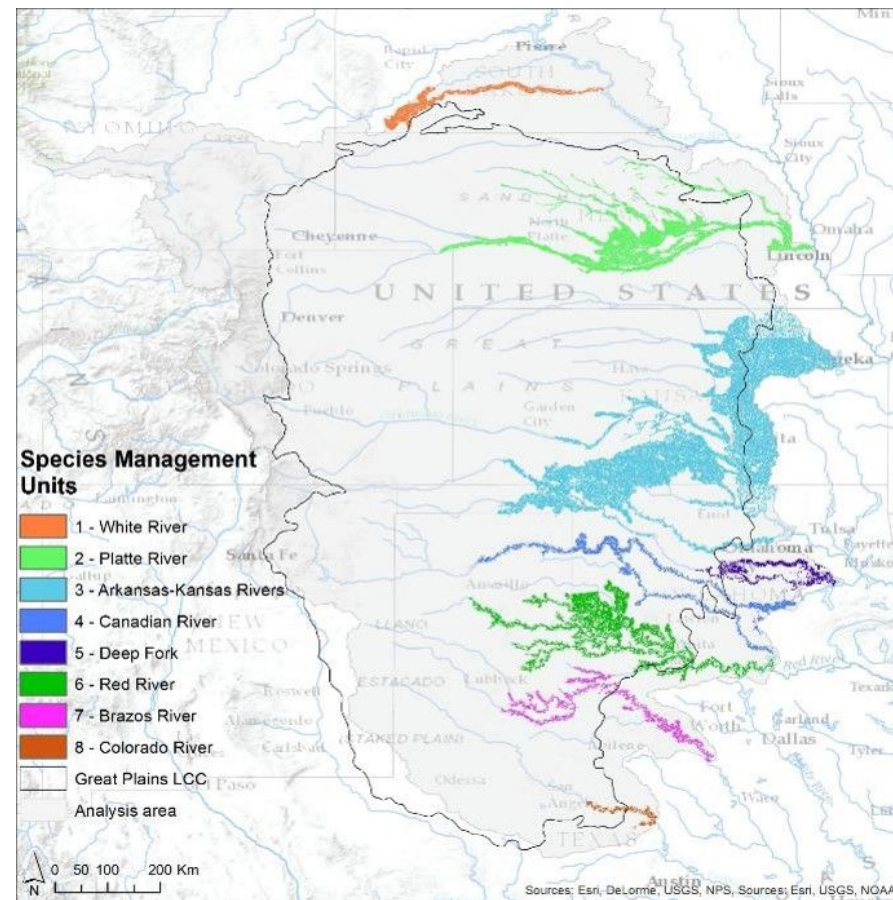 Rapid
City
Pierre
SOUTH
Sioux
Falls
Sioux
City
WYOMING
SAND
North
Platte
Omaha
Lincoln
Cheyenne
Fort
Collins
UNITED STATES
Denver
GREAT
Hays
Colorado Springs
PLAINS
Pueblo
Garden
City
Species Management
Units
1 - White River
2 - Platte River
3 - Arkansas-Kansas Rivers
4 - Canadian River
5 - Deep Fork
6 - Red River
7 - Brazos River
8 - Colorado River
Great Plains LCC
Analysis area
Enid
Tulsa
Santa Fe
Amarillo
NEW
MEXICO
LLANO
ESTACADO
(STAKED PLAIN)
Lubbock
Red River
Roswell
Carlsbad
Fort
Worth
Garland
Dallas
Abilene
Tyler
Odessa
San
Waco
TEXAS
Austin
N
0 50 100 200 Km
Sources: Esri, DeLorme, USGS, NPS, Sources: Esri, USGS, NOAA